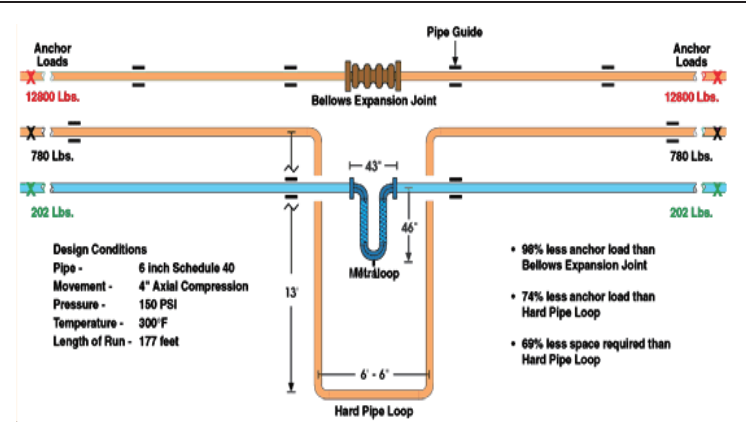 Pipe Guide
Anchor
Loads
12800 Lbs.
Bellows Expansion Joint
Anchor
Loads
12800 Lbs.
780 Lbs.
780 Lbs.
43"
202 Lbs.
202 Lbs.
46"
Metraloop
13'
6' - 6"
Hard Pipe Loop
Design Conditions
Pipe - 6 inch Schedule 40
Movement - 4" Axial Compression
Pressure - 150 PSI
Temperature - 300°F
Length of Run - 177 feet
• 98% less anchor load than
Bellows Expansion Joint
• 74% less anchor load than
Hard Pipe Loop
• 69% less space required than
Hard Pipe Loop